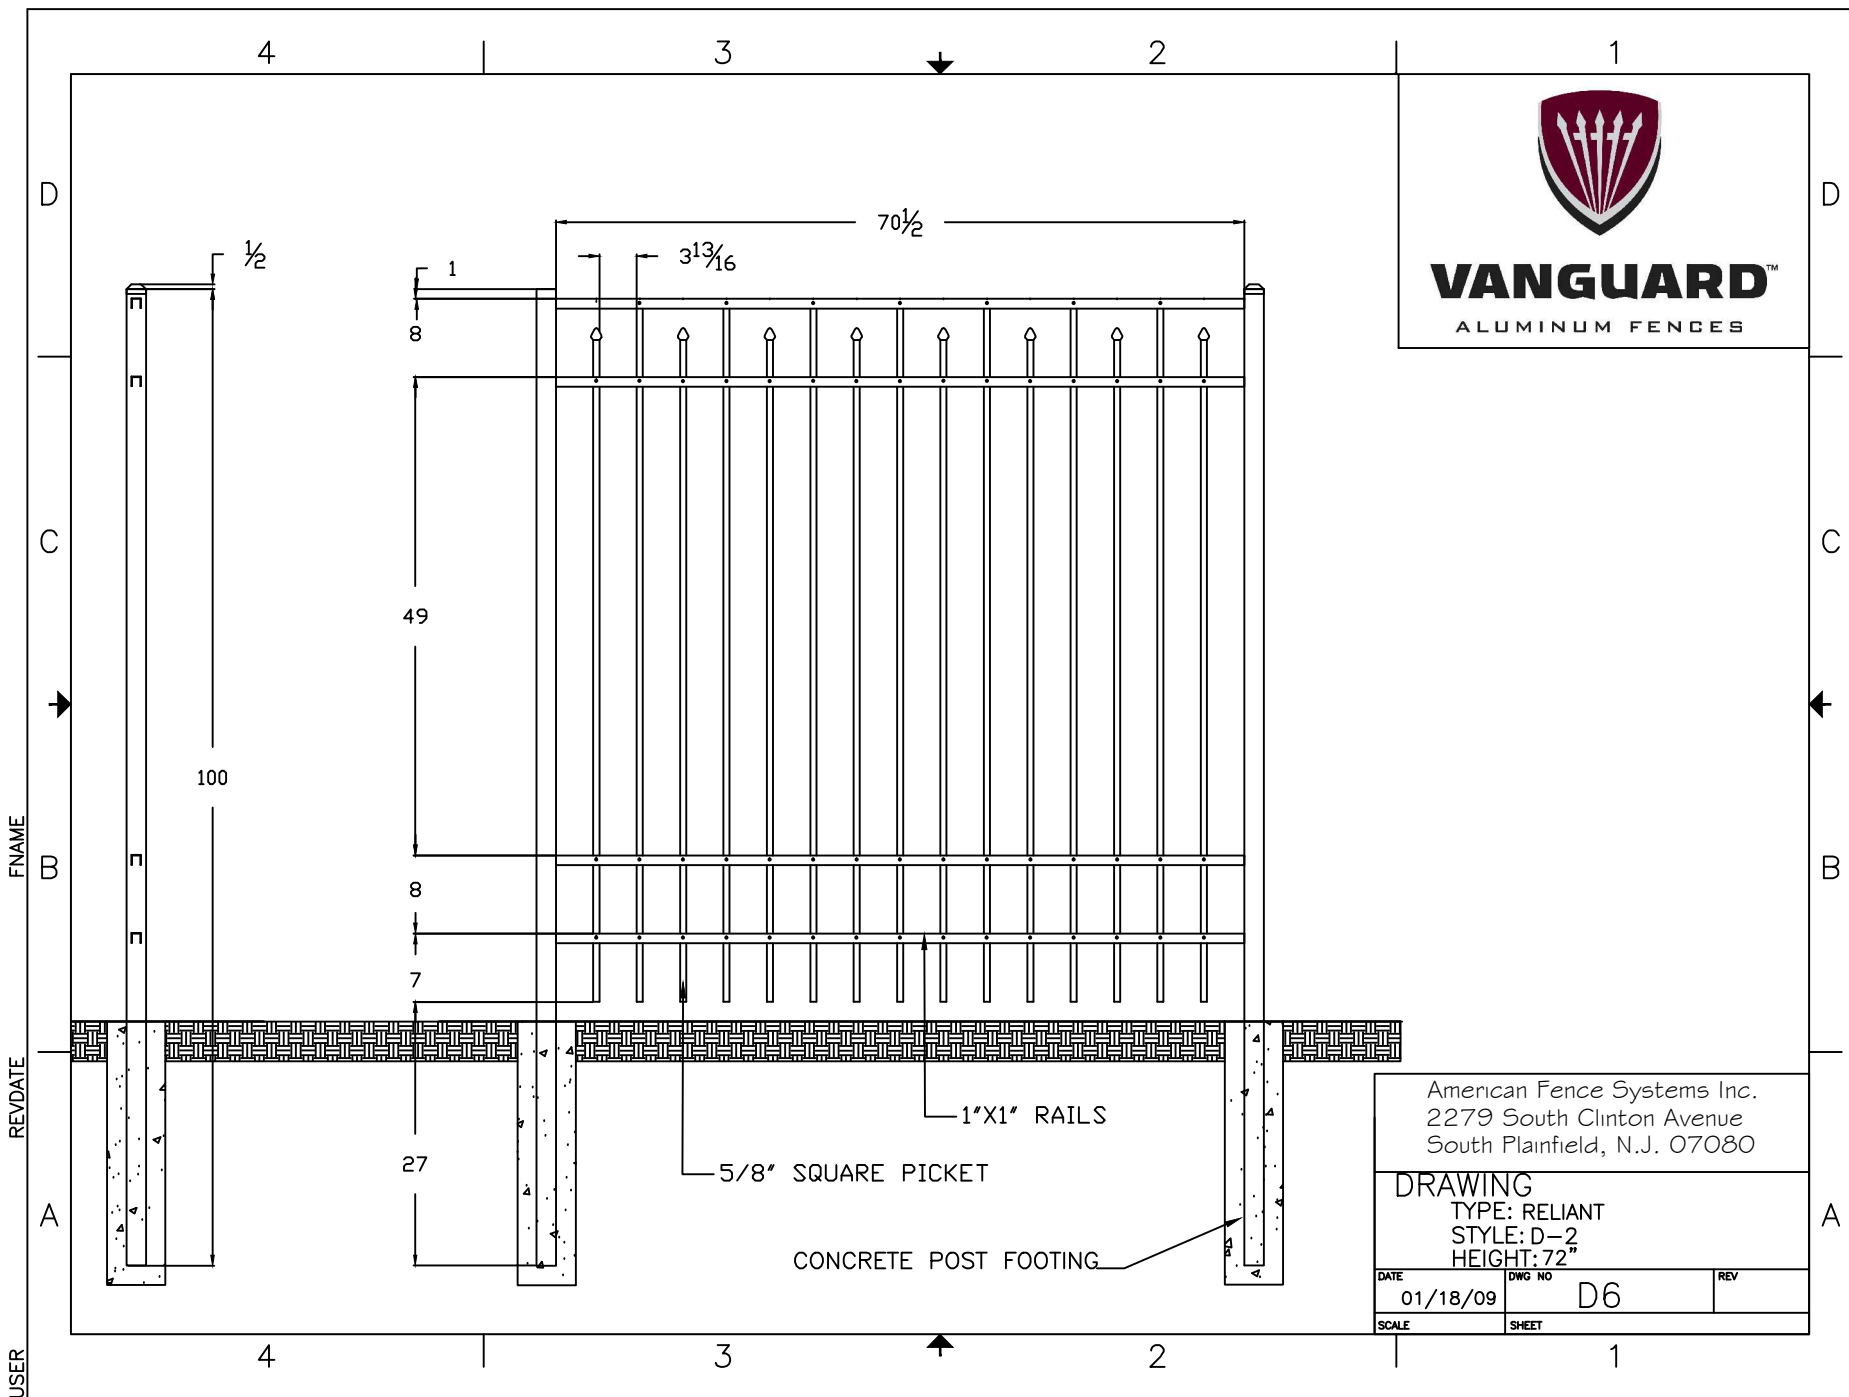 4 3 2 1
D D
VANGUARD™
ALUMINUM FENCES
70½
½
3 13/16
1
8
C C
49
100
FNAME
B B
8
7
REVDATE
1"X1" RAILS
27
5/8" SQUARE PICKET
CONCRETE POST FOOTING
American Fence Systems Inc.
2279 South Clinton Avenue
South Plainfield, N.J. 07080
A A
DRAWING
TYPE: RELIANT
STYLE: D-2
HEIGHT: 72"
DATE DWG NO REV
01/18/09 D6
SCALE SHEET
USER
4 3 2 1